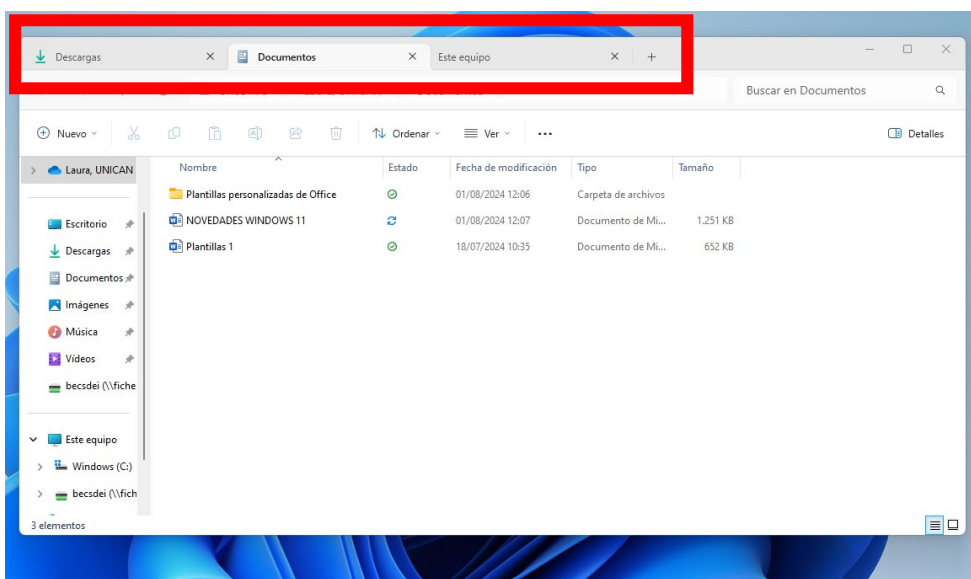 Descargas Documentos Este equipo
Buscar en Documentos
Nuevo Ordenar Ver ... Detalles
Laura, UNICAN Nombre Estado Fecha de modificación Tipo Tamaño
Plantillas personalizadas de Office 01/08/2024 12:06 Carpeta de archivos
Escritorio NOVEDADES WINDOWS 11 01/08/2024 12:07 Documento de Mi... 1.251 KB
Descargas Plantillas 1 18/07/2024 10:35 Documento de Mi... 652 KB
Documentos
Imágenes
Música
Vídeos
becsdei (\\fiche
Este equipo
Windows (C:)
becsdei (\\fich
3 elementos